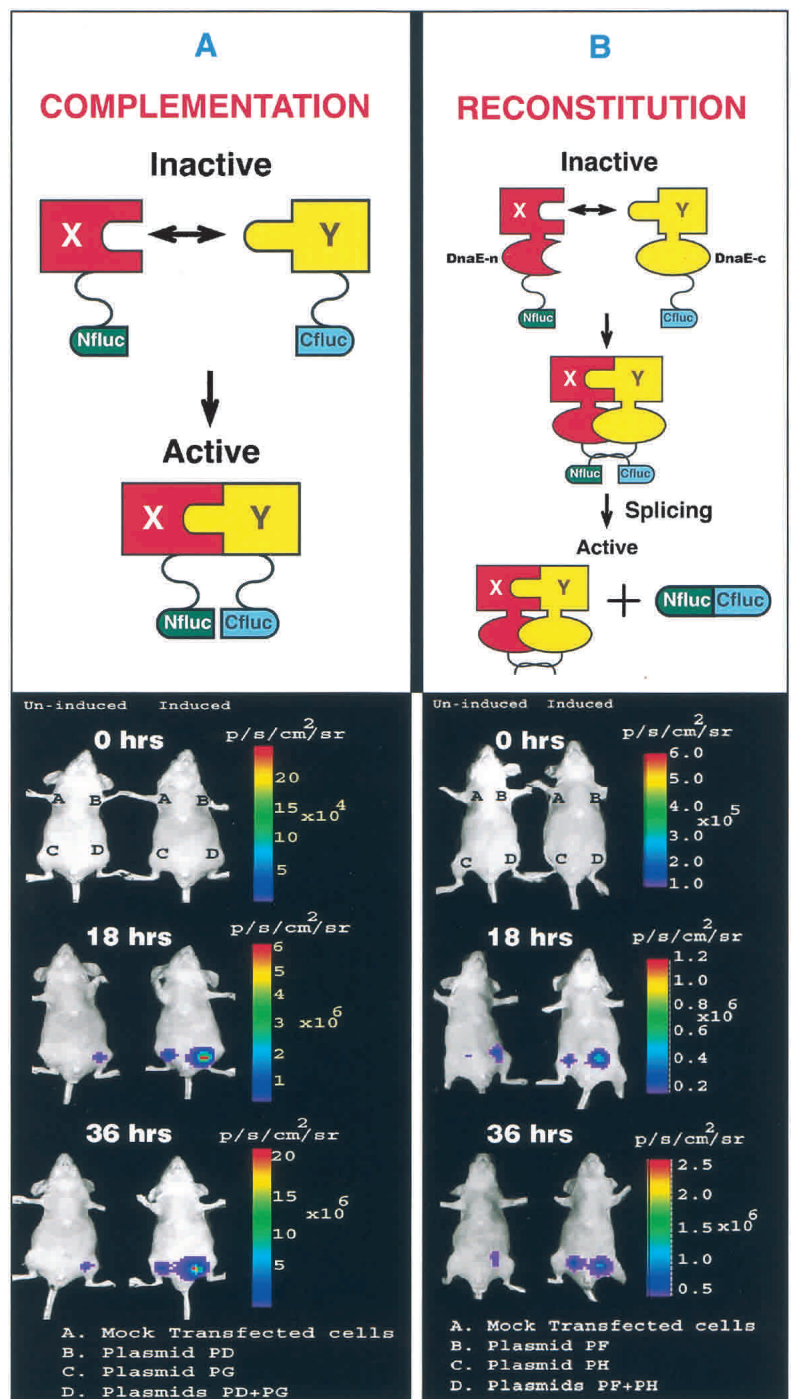 A
COMPLEMENTATION
Inactive
X
Y
Nfluc
Cfluc
Active
X
Y
Nfluc
Cfluc
Un-induced Induced
0 hrs
p/s/cm2/sr
A B A B
C D C D
20
15
10
5
x10^4
18 hrs
p/s/cm2/sr
6
5
4
3
2
1
x10^6
36 hrs
p/s/cm2/sr
20
15
10
5
x10^6
A. Mock Transfected cells
B. Plasmid PD
C. Plasmid PG
D. Plasmids PD+PG
B
RECONSTITUTION
Inactive
X
Y
DnaE-n
DnaE-c
Nfluc
Cfluc
X
Y
Nfluc
Cfluc
Splicing
Active
X
Y
+
Nfluc Cfluc
Un-induced Induced
0 hrs
p/s/cm2/sr
A B A B
C D C D
6.0
5.0
4.0
3.0
2.0
1.0
x10^5
18 hrs
p/s/cm2/sr
1.2
1.0
0.8
0.6
0.4
0.2
x10^6
36 hrs
p/s/cm2/sr
2.5
2.0
1.5
1.0
0.5
x10^6
A. Mock Transfected cells
B. Plasmid PF
C. Plasmid PH
D. Plasmids PF+PH